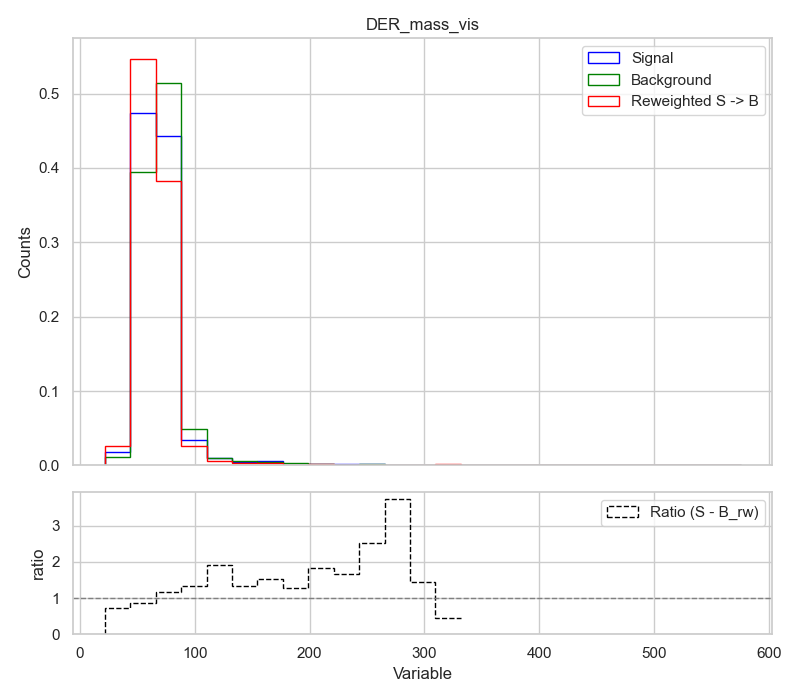 DER_mass_vis
Signal
Background
Reweighted S -> B
Counts
0.5
0.4
0.3
0.2
0.1
0.0
Ratio (S - B_rw)
ratio
3
2
1
0
0 100 200 300 400 500 600
Variable